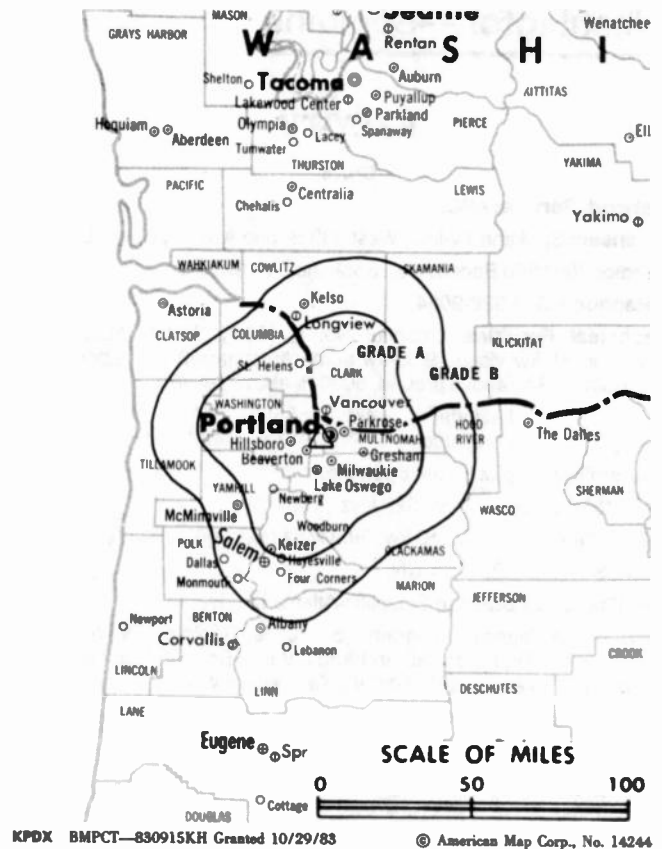 MASON
Seattle
Wenatchee
GRAYS HARBOR
W A S H I
Rentan
Shelton
Tacoma
Auburn
KITTITAS
Lakewood Center
Puyallup
Parkland
PIERCE
Hoquiam
Aberdeen
Olympia
Lacey
Spanaway
Ell
Tumwater
THURSTON
YAKIMA
PACIFIC
Centralia
LEWIS
Chehalis
Yakimo
WAHKIAKUM
COWLITZ
SKAMANIA
Astoria
Kelso
Longview
CLATSOP
COLUMBIA
GRADE A
KLICKITAT
St. Helens
CLARK
GRADE B
WASHINGTON
Vancouver
Portland
Parkrose
HOOD
RIVER
The Dalles
Hillsboro
MULTNOMAH
Beaverton
Gresham
TILLAMOOK
Milwaukie
Lake Oswego
SHERMAN
YAMHILL
Newberg
WASCO
McMinnville
Woodburn
POLK
Salem
Keizer
CLACKAMAS
Dallas
Hayesville
Monmouth
Four Corners
MARION
JEFFERSON
Newport
BENTON
Albany
Corvallis
Lebanon
CROOK
LINCOLN
DESCHUTES
LANE
LINN
Eugene
Spr
SCALE OF MILES
0 50 100
Cottage
DOUGLAS
KPDX BMPCT—830915KH Granted 10/29/83
© American Map Corp., No. 14244